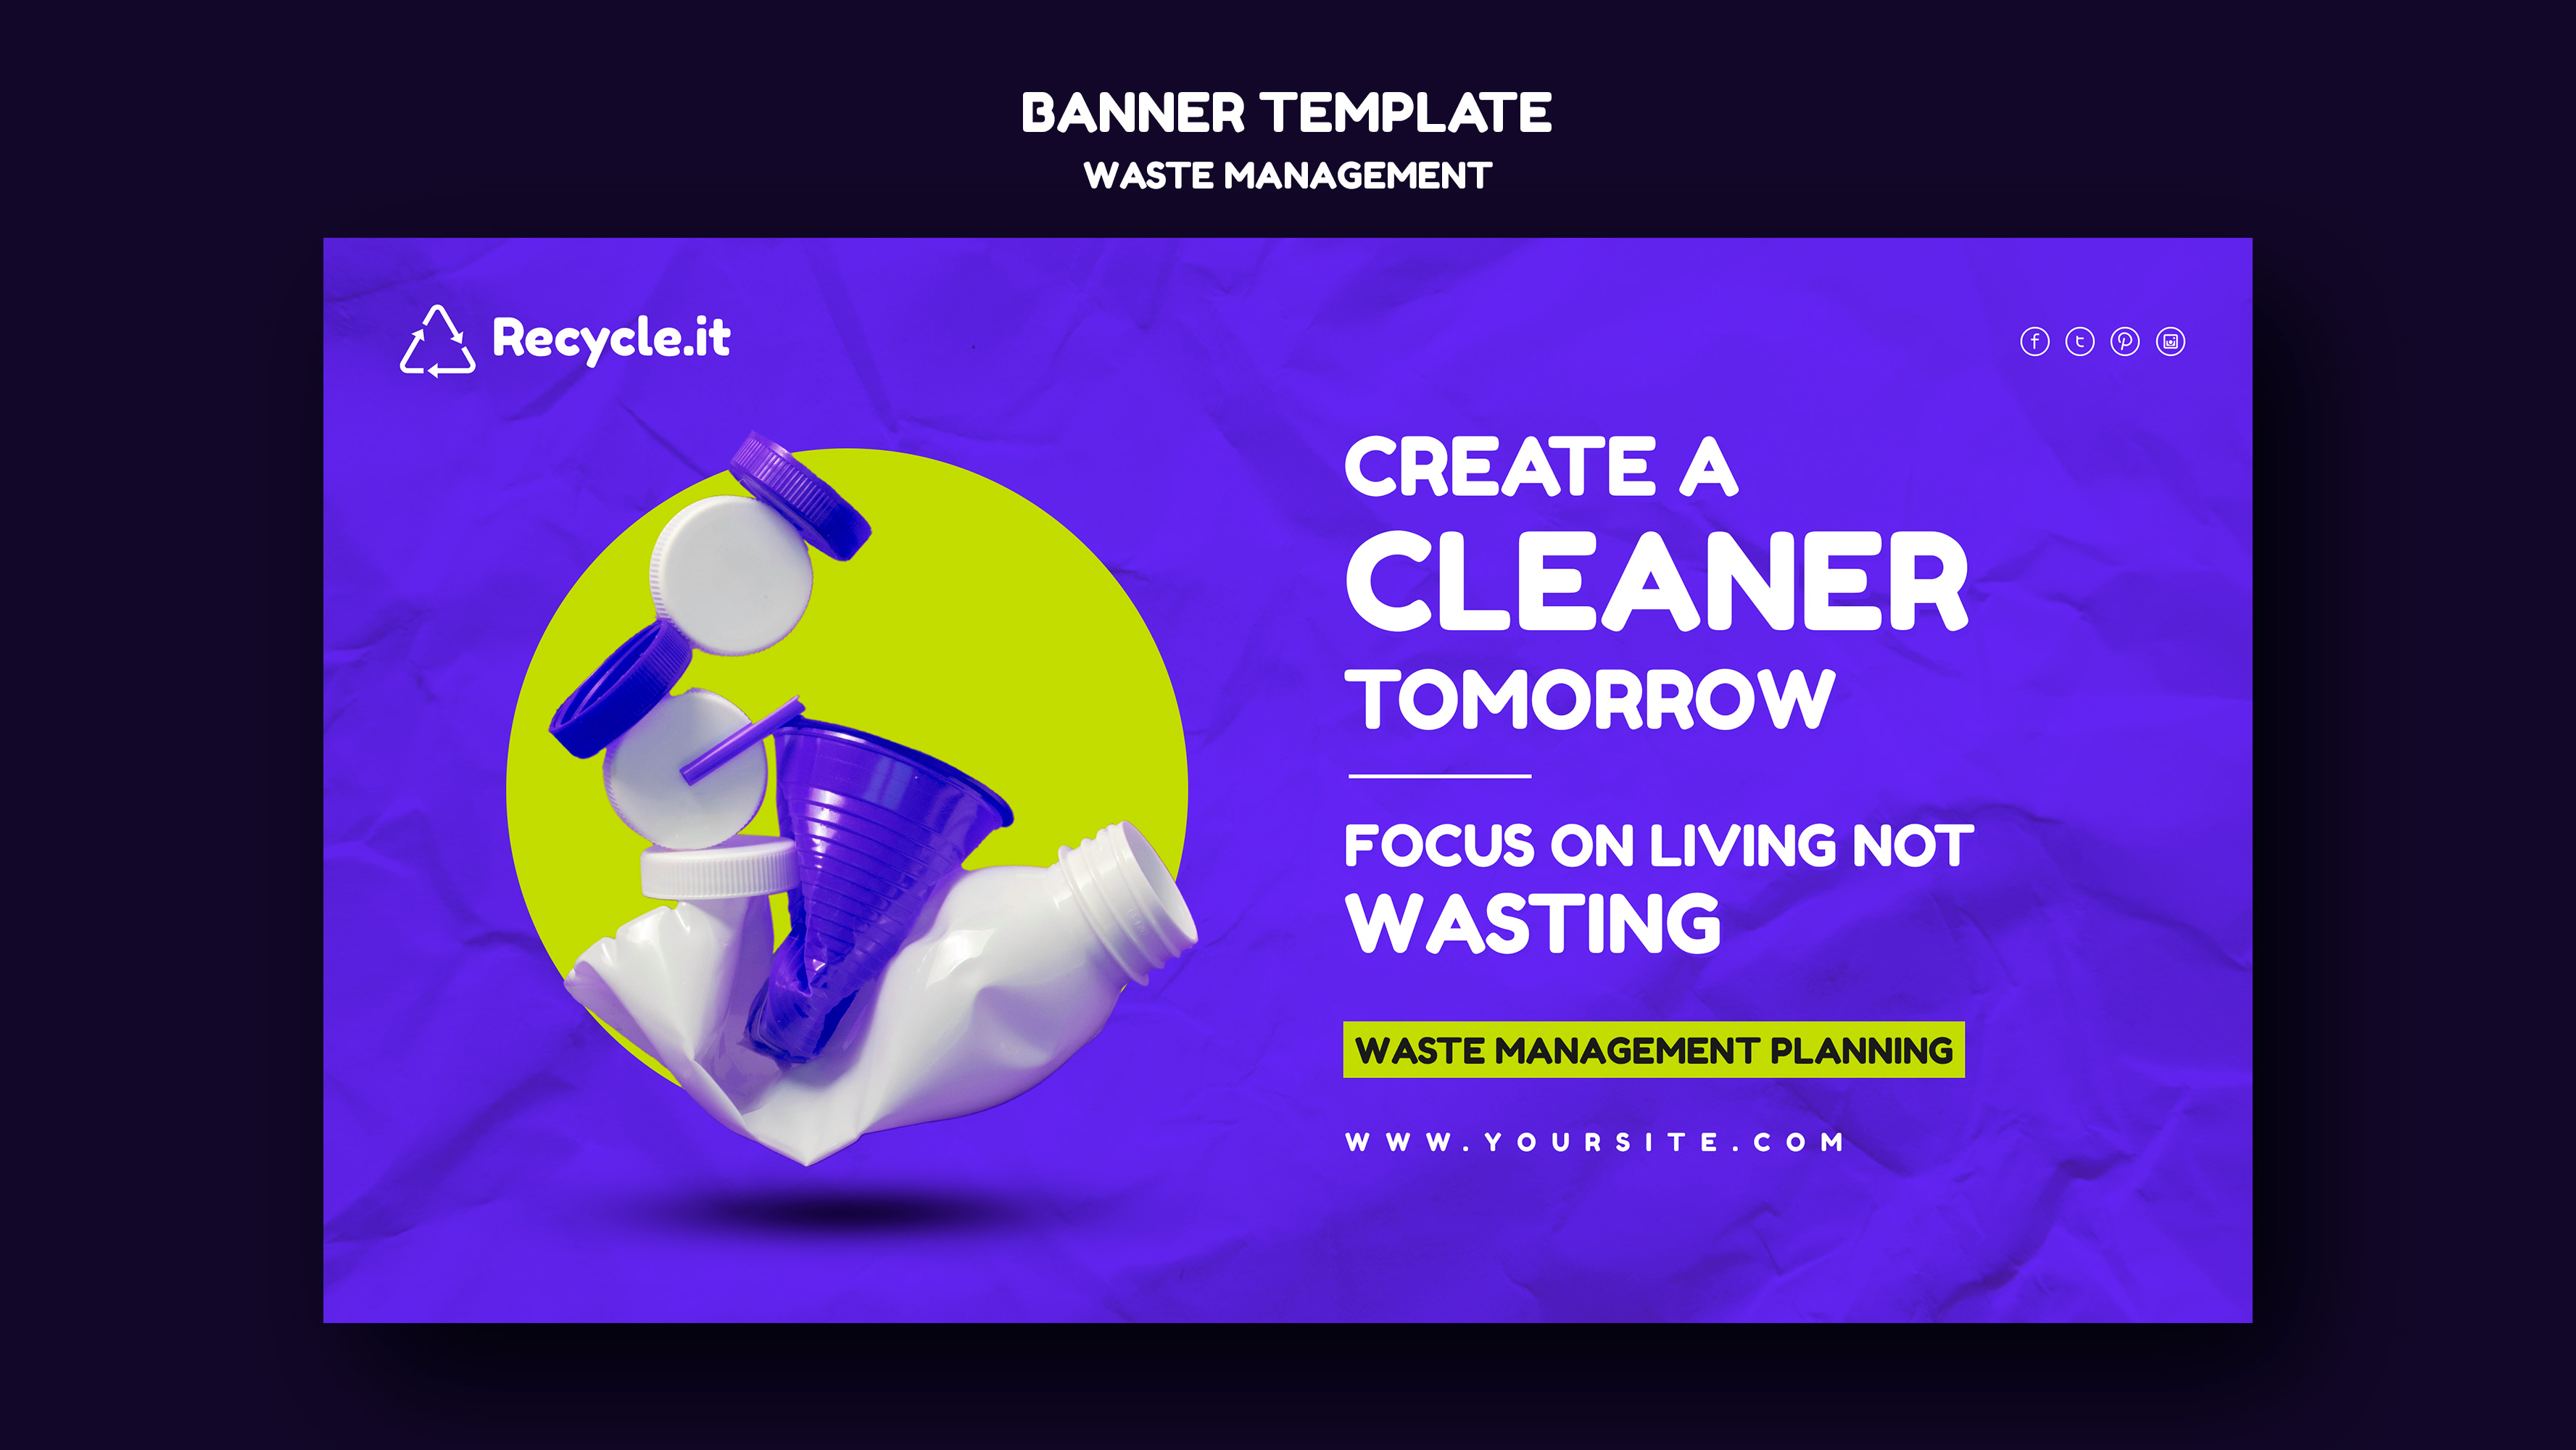 BANNER TEMPLATE
WASTE MANAGEMENT
Recycle.it
CREATE A
CLEANER
TOMORROW
FOCUS ON LIVING NOT
WASTING
WASTE MANAGEMENT PLANNING
WWW.YOURSITE.COM